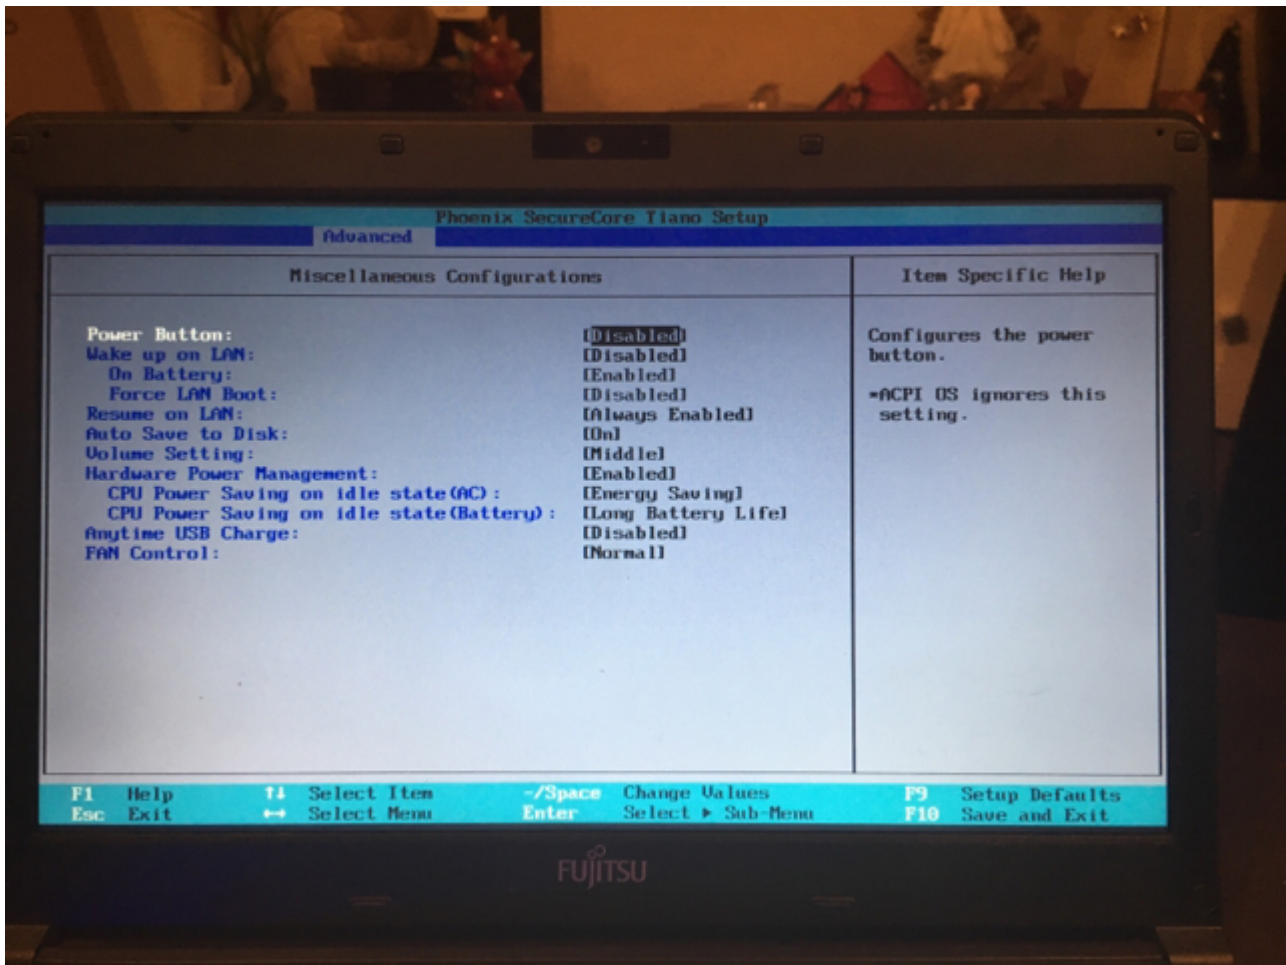 Phoenix SecureCore Tiano Setup
Advanced
Miscellaneous Configurations
Item Specific Help
Power Button: [Disabled]
Wake up on LAN: [Disabled]
On Battery: [Enabled]
Force LAN Boot: [Disabled]
Resume on LAN: [Always Enabled]
Auto Save to Disk: [On]
Volume Setting: [Middle]
Hardware Power Management: [Enabled]
CPU Power Saving on idle state(AC): [Energy Saving]
CPU Power Saving on idle state(Battery): [Long Battery Life]
Anytime USB Charge: [Disabled]
FAN Control: [Normal]
Configures the power
button.
*ACPI OS ignores this
setting.
F1 Help ↑↓ Select Item -/Space Change Values F9 Setup Defaults
Esc Exit ↔ Select Menu Enter Select ▶ Sub-Menu F10 Save and Exit
FUJITSU